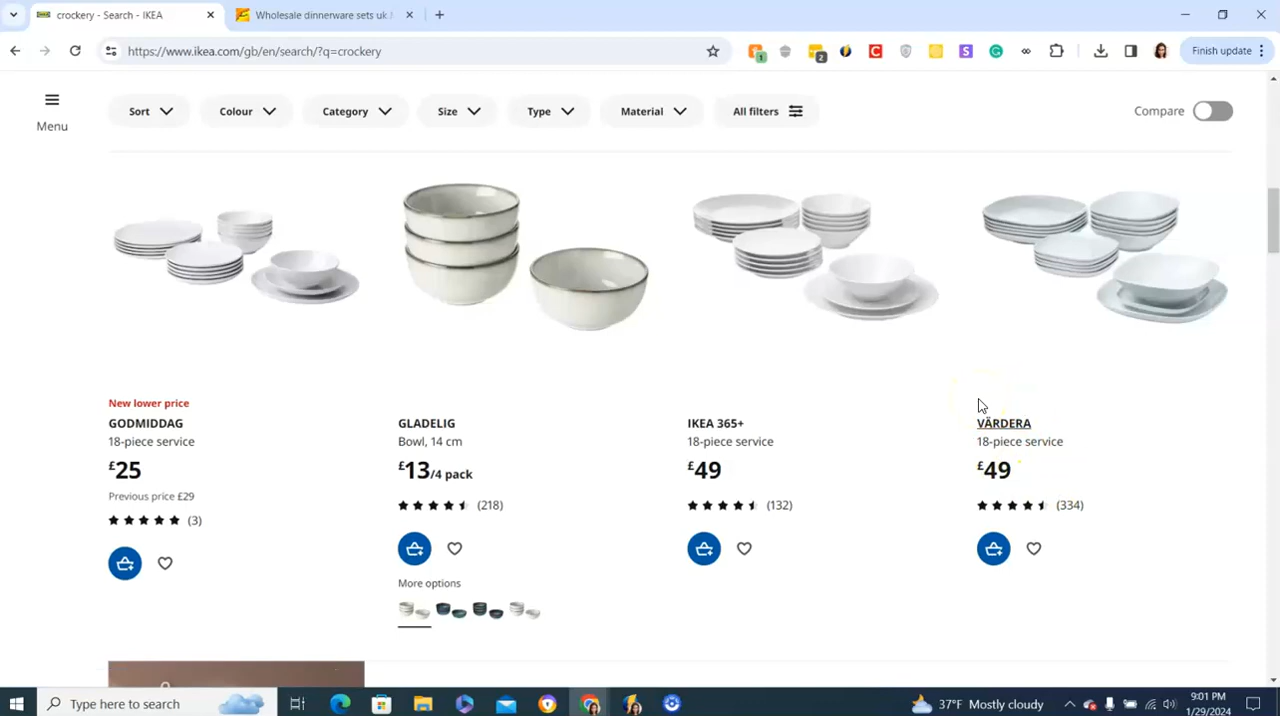 crockery - Search - IKEA
Wholesale dinnerware sets uk
https://www.ikea.com/gb/en/search/?q=crockery
1
2
Finish update
Menu
Sort
Colour
Category
Size
Type
Material
All filters
Compare
New lower price
GODMIDDAG
18-piece service
£25
Previous price £29
(3)
GLADELIG
Bowl, 14 cm
£13/4 pack
(218)
More options
IKEA 365+
18-piece service
£49
(132)
VÄRDERA
18-piece service
£49
(334)
Type here to search
37°F Mostly cloudy
9:01 PM
1/29/2024